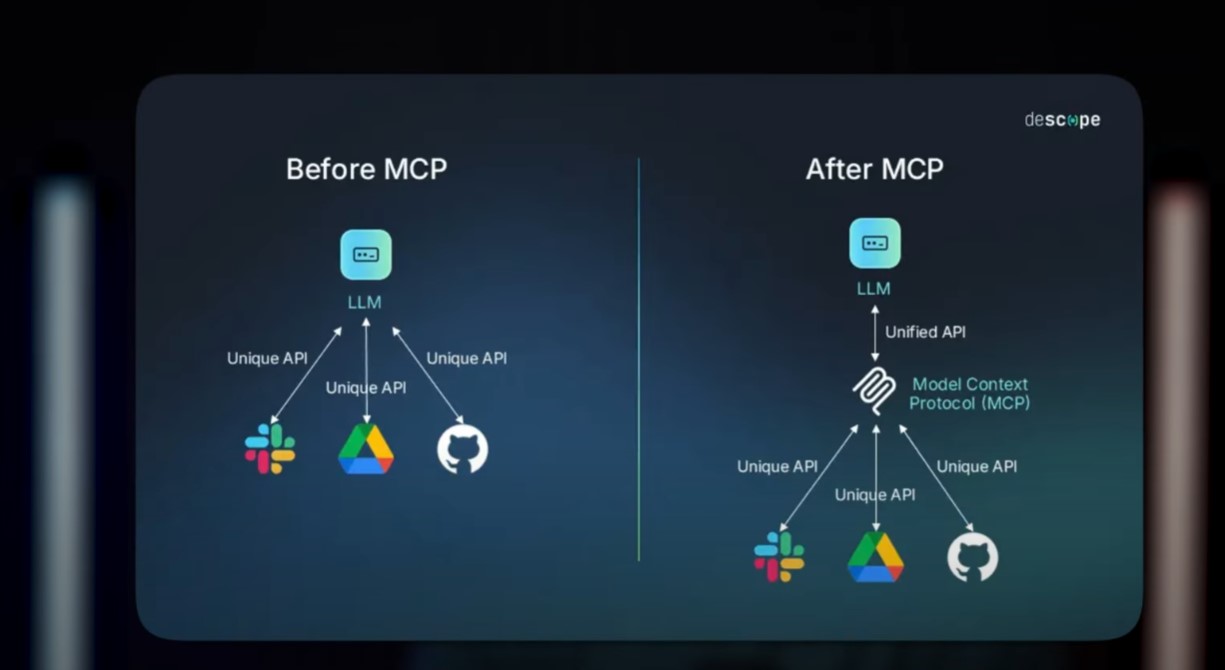 descope
Before MCP
LLM
Unique API
Unique API
Unique API
After MCP
LLM
Unified API
Model Context
Protocol (MCP)
Unique API
Unique API
Unique API